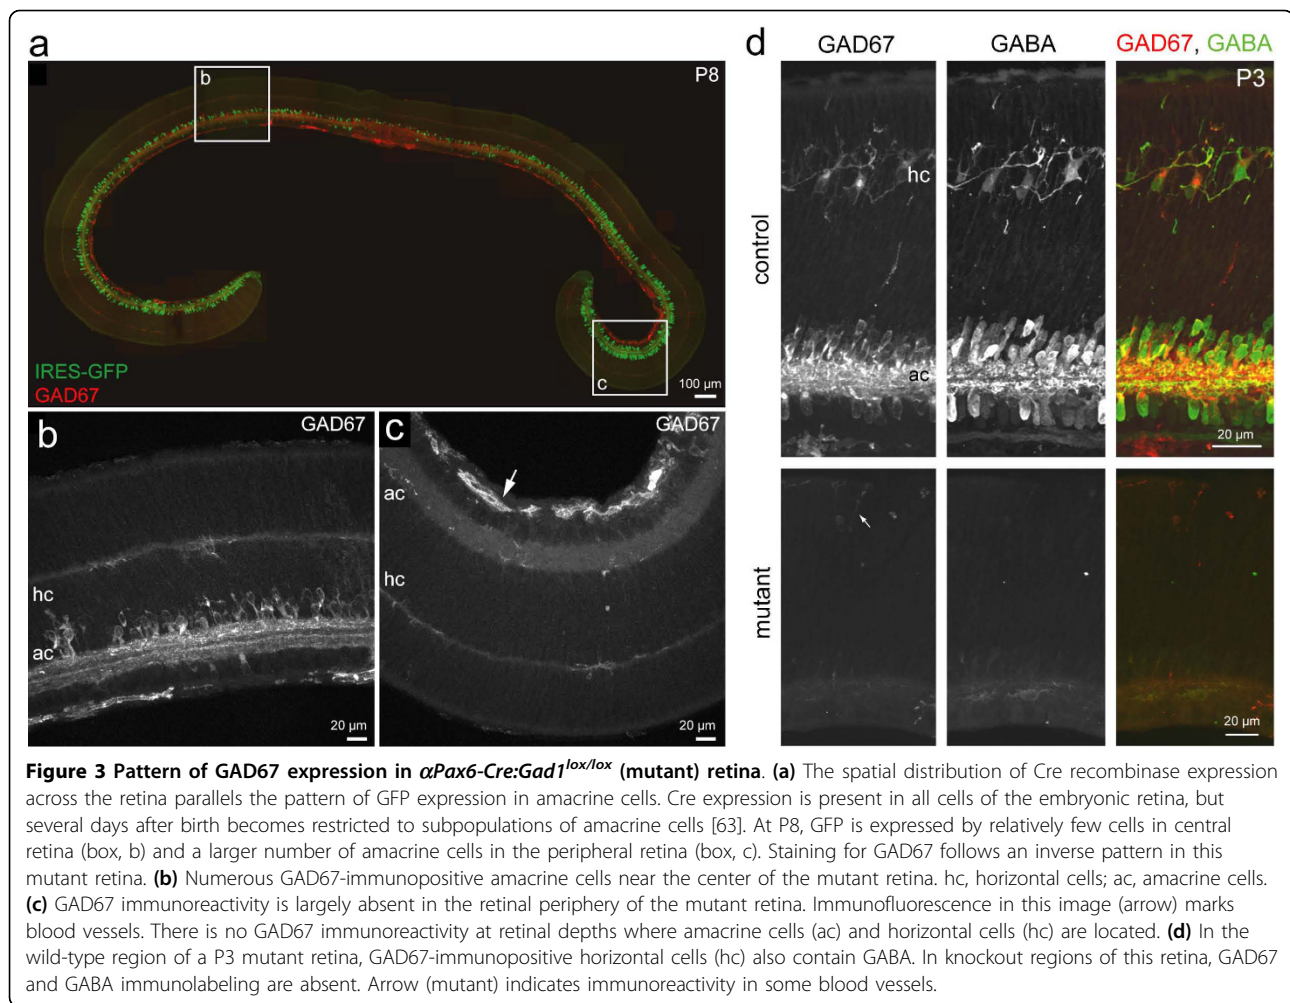 a
b
P8
c
IRES-GFP
GAD67
100 µm
b
GAD67
hc
ac
20 µm
c
GAD67
ac
hc
20 µm
d
GAD67
GABA
GAD67, GABA
P3
control
hc
ac
20 µm
mutant
20 µm
Figure 3 Pattern of GAD67 expression in αPax6-Cre:Gad1lox/lox (mutant) retina. (a) The spatial distribution of Cre recombinase expression
across the retina parallels the pattern of GFP expression in amacrine cells. Cre expression is present in all cells of the embryonic retina, but
several days after birth becomes restricted to subpopulations of amacrine cells [63]. At P8, GFP is expressed by relatively few cells in central
retina (box, b) and a larger number of amacrine cells in the peripheral retina (box, c). Staining for GAD67 follows an inverse pattern in this
mutant retina. (b) Numerous GAD67-immunopositive amacrine cells near the center of the mutant retina. hc, horizontal cells; ac, amacrine cells.
(c) GAD67 immunoreactivity is largely absent in the retinal periphery of the mutant retina. Immunofluorescence in this image (arrow) marks
blood vessels. There is no GAD67 immunoreactivity at retinal depths where amacrine cells (ac) and horizontal cells (hc) are located. (d) In the
wild-type region of a P3 mutant retina, GAD67-immunopositive horizontal cells (hc) also contain GABA. In knockout regions of this retina, GAD67
and GABA immunolabeling are absent. Arrow (mutant) indicates immunoreactivity in some blood vessels.